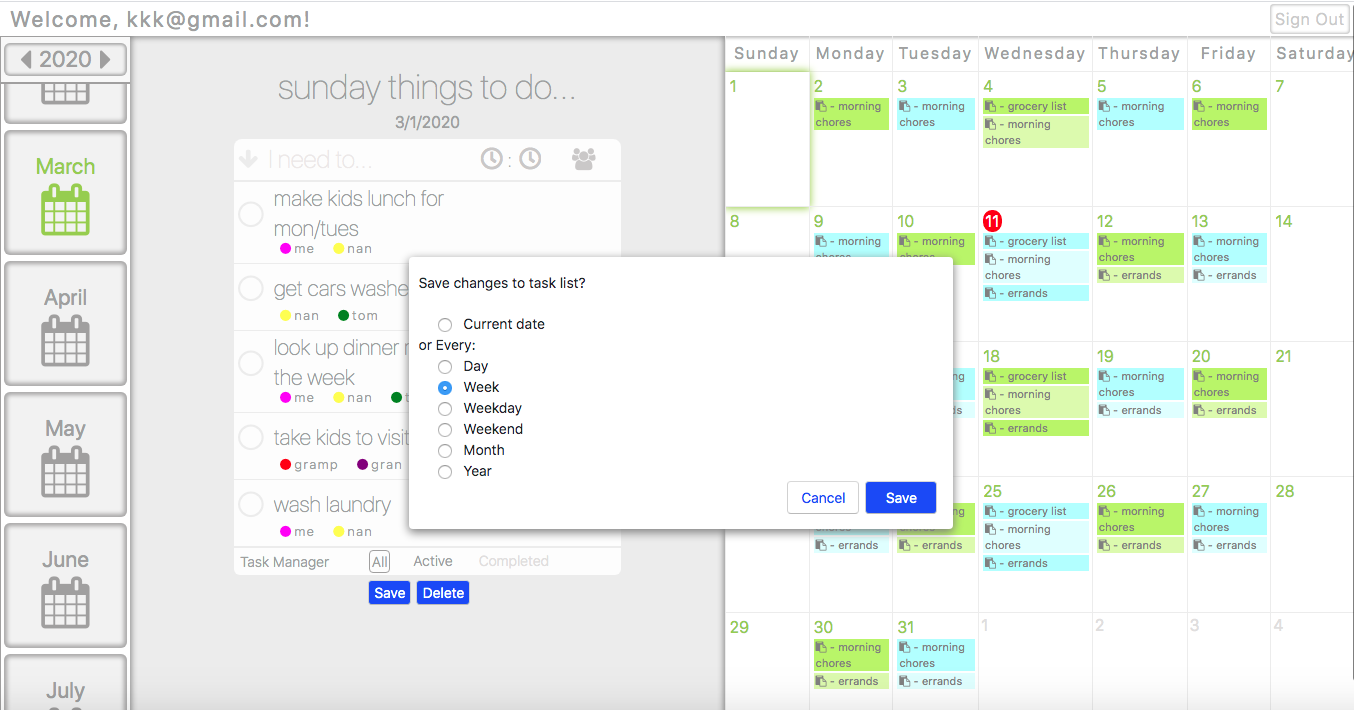 Welcome, kkk@gmail.com!
Sign Out
2020
March
April
May
June
July
sunday things to do...
3/1/2020
I need to...
:
make kids lunch for
mon/tues
me nan
get cars washe
nan tom
look up dinner
the week
me nan
take kids to visit
gramp gran
wash laundry
me nan
Task Manager All Active Completed
Save Delete
Save changes to task list?
Current date
or Every:
Day
Week
Weekday
Weekend
Month
Year
Cancel Save
Sunday Monday Tuesday Wednesday Thursday Friday Saturday
1
2
- morning
chores
3
- morning
chores
4
- grocery list
- morning
chores
5
- morning
chores
6
- morning
chores
7
8
9
- morning
chores
10
- morning
11
- grocery list
- morning
chores
- errands
12
- morning
chores
- errands
13
- morning
chores
- errands
14
18
- grocery list
- morning
chores
- errands
19
- morning
chores
- errands
20
- morning
chores
- errands
21
- errands
- errands
25
- grocery list
- morning
chores
- errands
26
- morning
chores
- errands
27
- morning
chores
- errands
28
29
30
- morning
chores
- errands
31
- morning
chores
- errands
1
2
3
4